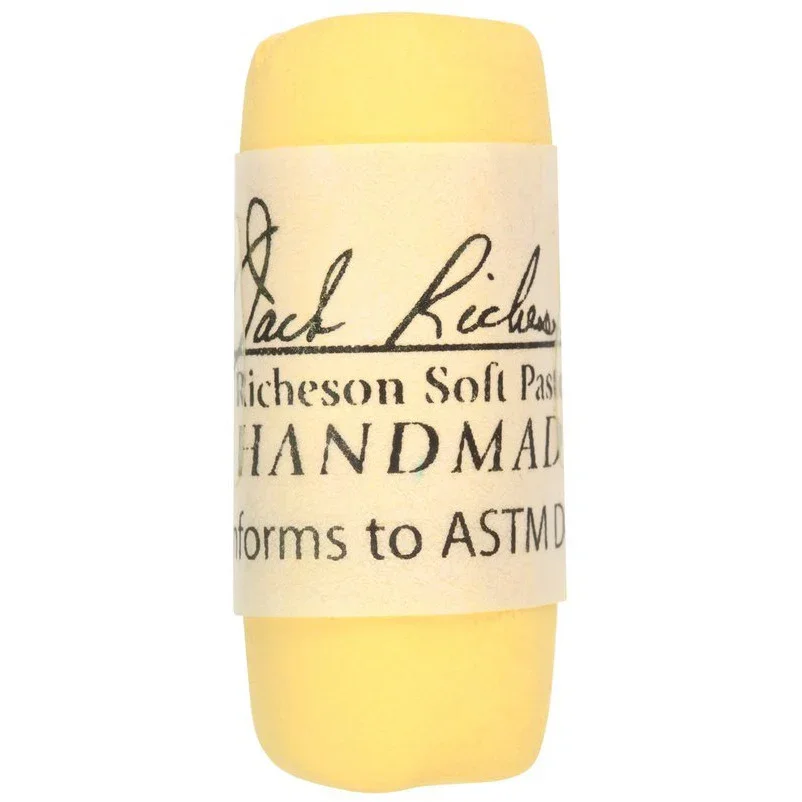 Jack Riches
Richeson Soft Past
HANDMAD
nforms to ASTM D